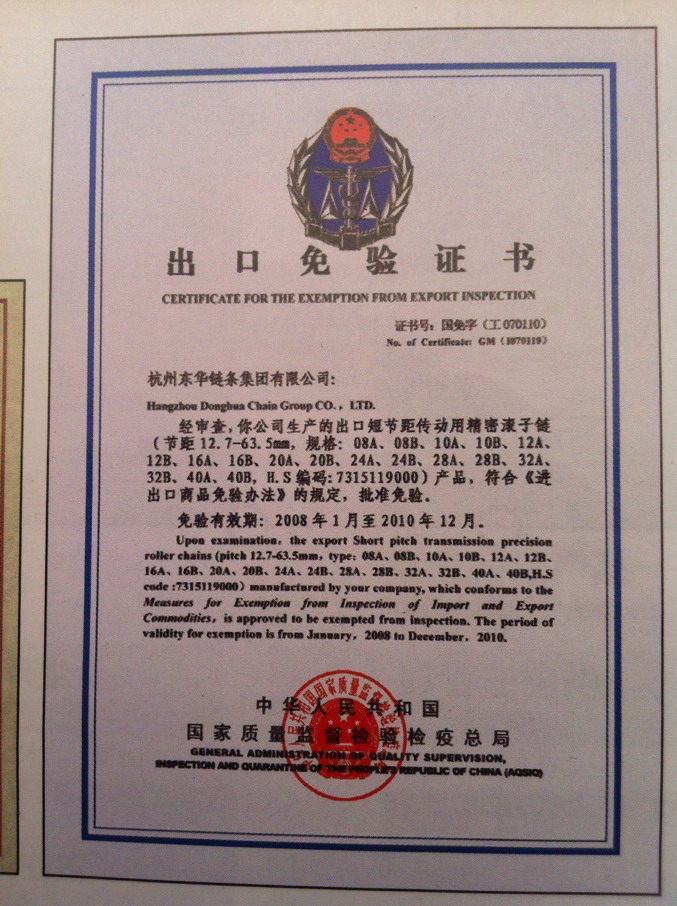 出口免验证书
CERTIFICATE FOR THE EXEMPTION FROM EXPORT INSPECTION
证书号：国免字（工070110）
No. of Certificate: GM (I070110)
杭州东华链条集团有限公司：
Hangzhou Donghua Chain Group CO., LTD.
经审查，你公司生产的出口短节距传动用精密滚子链
（节距12.7-63.5mm，规格：08A、08B、10A、10B、12A、
12B、16A、16B、20A、20B、24A、24B、28A、28B、32A、
32B、40A、40B，H.S编码：7315119000）产品，符合《进
出口商品免验办法》的规定，批准免验。
免验有效期：2008年1月至2010年12月。
Upon examination, the export Short pitch transmission precision
roller chains (pitch 12.7-63.5mm, type: 08A、08B、10A、10B、12A、12B、
16A、16B、20A、20B、24A、24B、28A、28B、32A、32B、40A、40B,H.S
code :7315119000) manufactured by your company, which conforms to the
Measures for Exemption from Inspection of Import and Export
Commodities, is approved to be exempted from inspection. The period of
validity for exemption is from January, 2008 to December, 2010.
中华人民共和国
国家质量监督检验检疫总局
GENERAL ADMINISTRATION OF QUALITY SUPERVISION,
INSPECTION AND QUARANTINE OF THE PEOPLE'S REPUBLIC OF CHINA (AQSIQ)